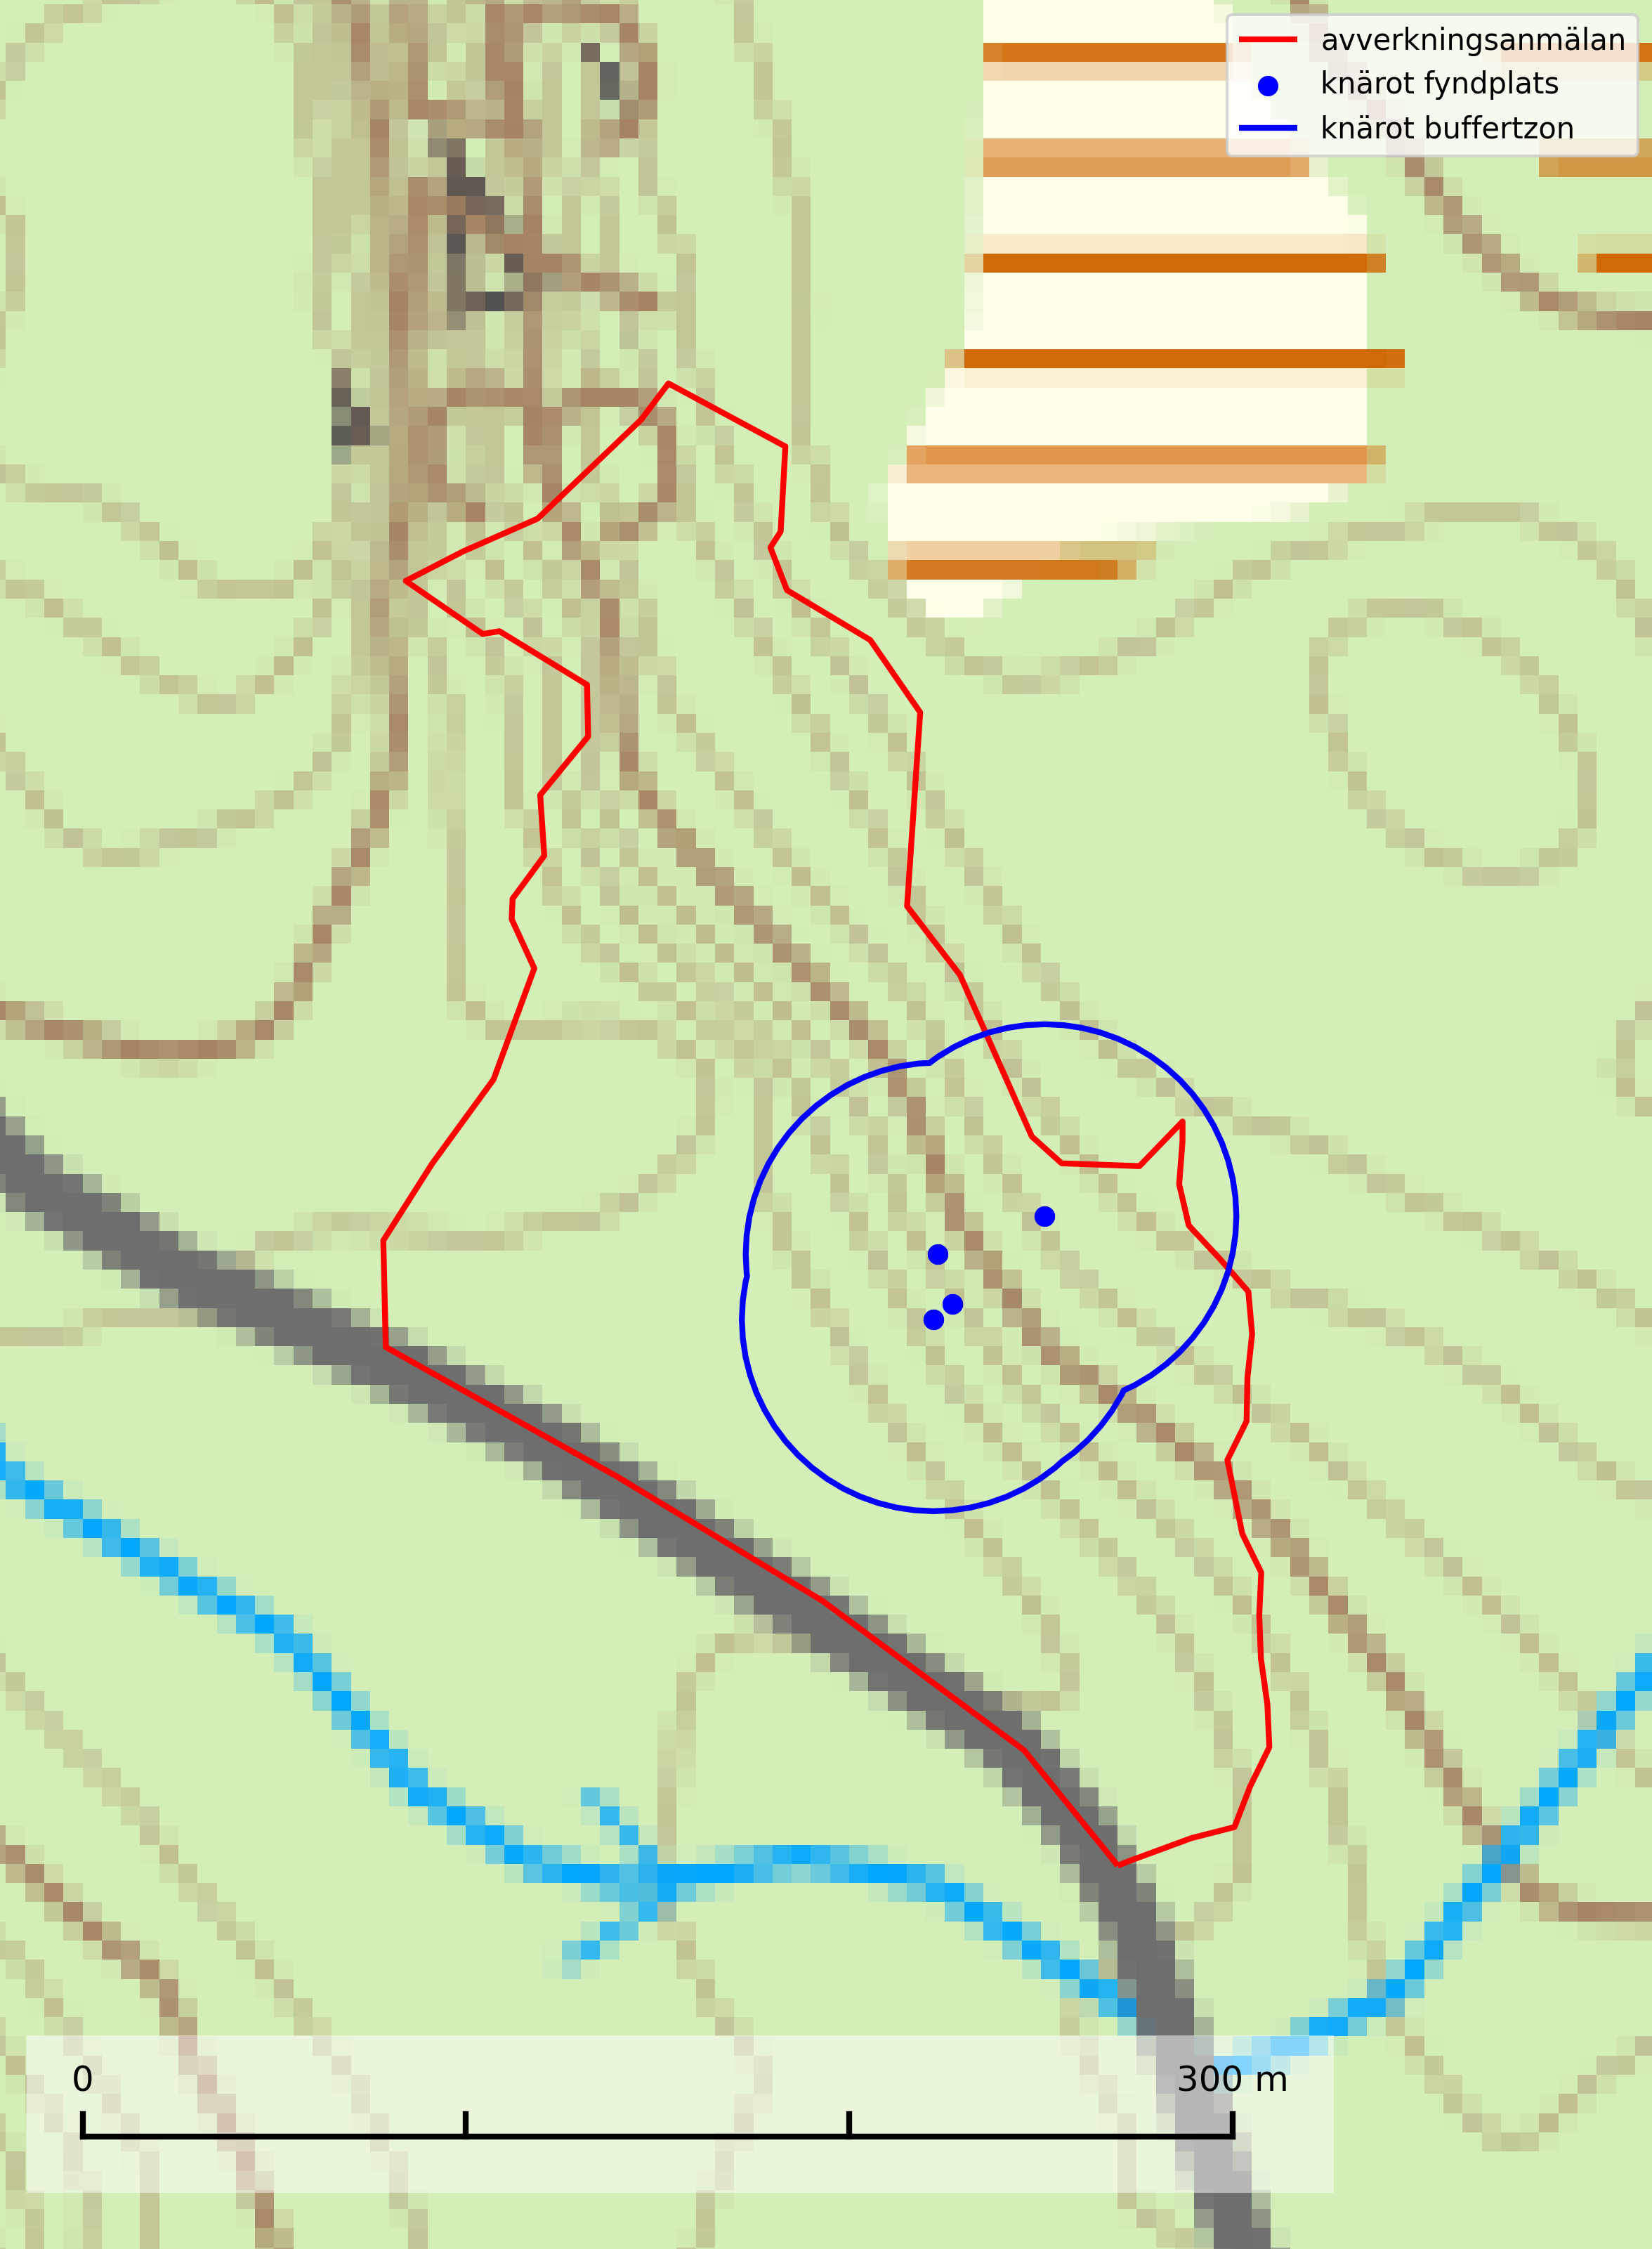 avverkningsanmälan
knärot fyndplats
knärot buffertzon
0 300 m